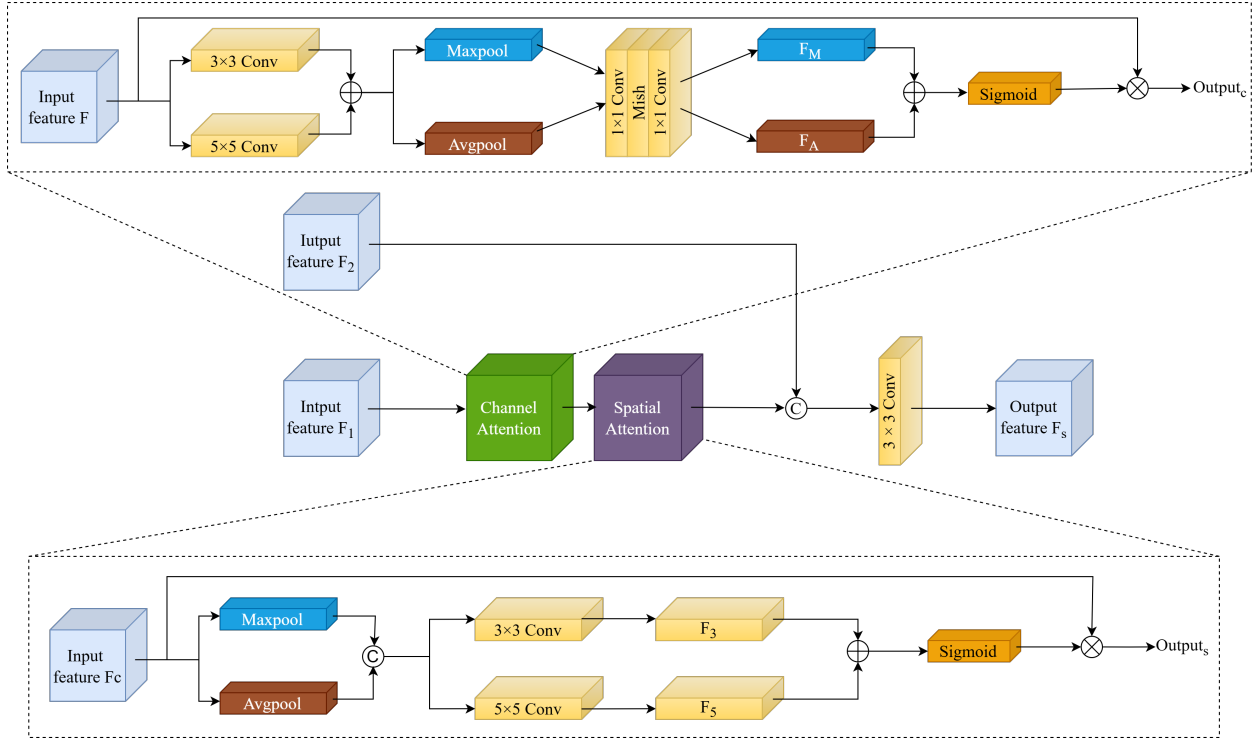 Input
feature F
3×3 Conv
5×5 Conv
Maxpool
Avgpool
1×1 Conv
Mish
1×1 Conv
F_M
F_A
Sigmoid
Output_c
Iutput
feature F_2
Intput
feature F_1
Channel
Attention
Spatial
Attention
C
3 × 3 Conv
Output
feature F_s
Input
feature Fc
Maxpool
Avgpool
C
3×3 Conv
5×5 Conv
F_3
F_5
Sigmoid
Output_s